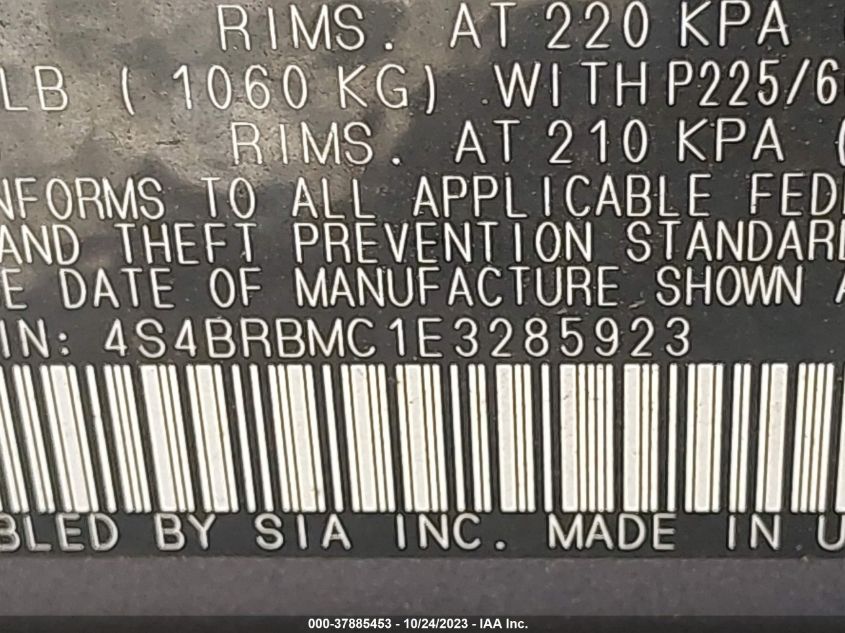 RIMS. AT 220 KPA
LB ( 1060 KG) WITH P225/6
RIMS. AT 210 KPA (
NFORMS TO ALL APPLICABLE FED
AND THEFT PREVENTION STANDARD
E DATE OF MANUFACTURE SHOWN A
IN: 4S4BRBMC1E3285923
BLED BY SIA INC. MADE IN U
000-37885453 - 10/24/2023 - IAA Inc.